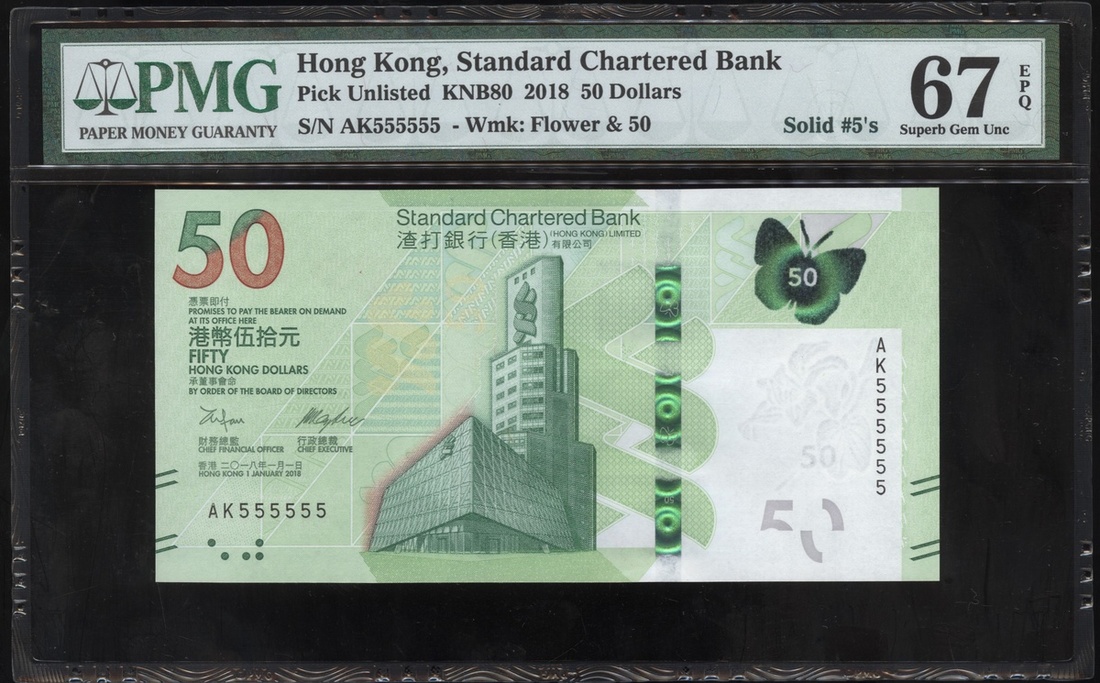 PMG
PAPER MONEY GUARANTY
Hong Kong, Standard Chartered Bank
Pick Unlisted KNB80 2018 50 Dollars
S/N AK555555 - Wmk: Flower & 50
Solid #5's
67
EPQ
Superb Gem Unc
50
Standard Chartered Bank
(HONG KONG) LIMITED
渣打銀行(香港)有限公司
憑票即付
PROMISES TO PAY THE BEARER ON DEMAND
AT ITS OFFICE HERE
港幣伍拾元
FIFTY
HONG KONG DOLLARS
承董事會命
BY ORDER OF THE BOARD OF DIRECTORS
財務總監
CHIEF FINANCIAL OFFICER
行政總裁
CHIEF EXECUTIVE
香港 二〇一八年一月一日
HONG KONG 1 JANUARY 2018
AK555555
50
AK555555
50
50